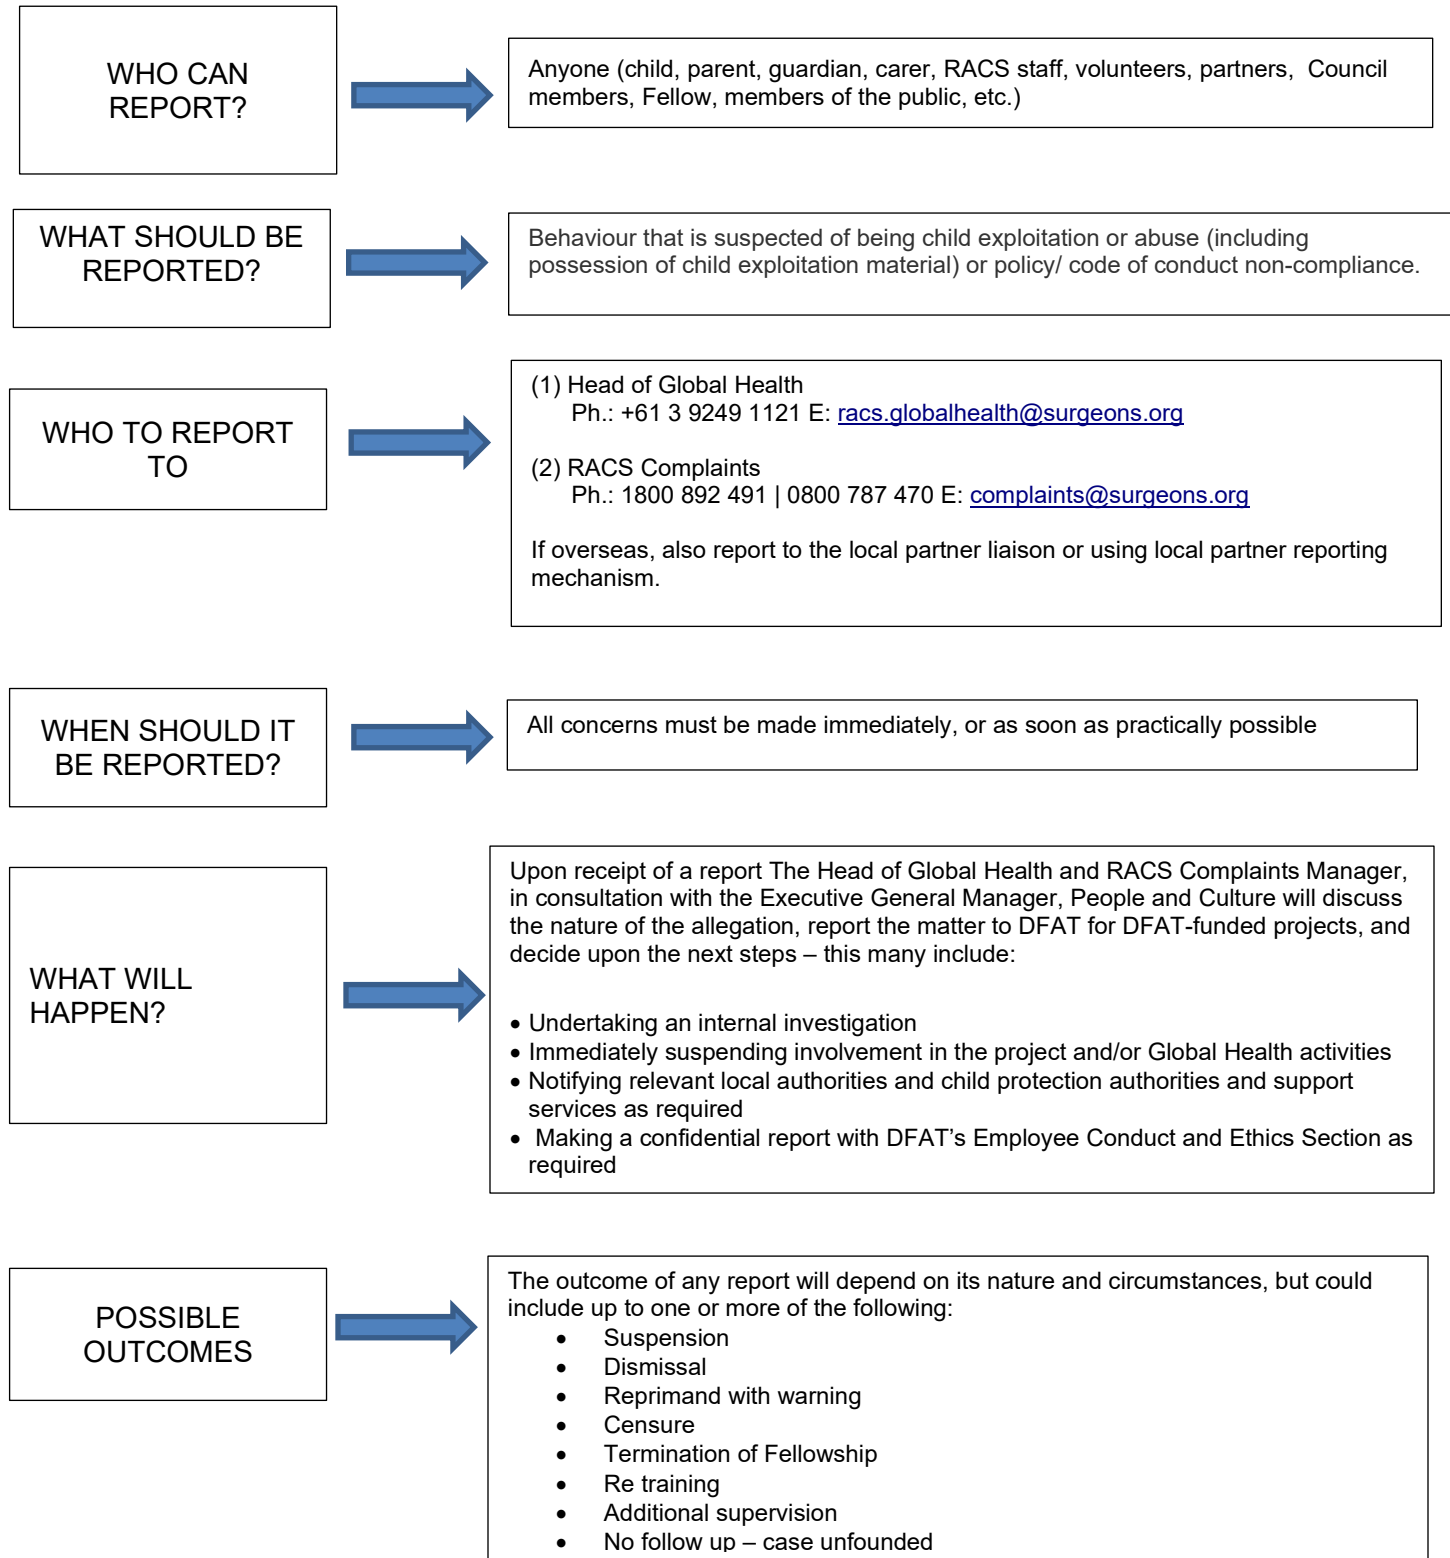 WHO CAN
REPORT?
Anyone (child, parent, guardian, carer, RACS staff, volunteers, partners,  Council
members, Fellow, members of the public, etc.)
WHAT SHOULD BE
REPORTED?
Behaviour that is suspected of being child exploitation or abuse (including
possession of child exploitation material) or policy/ code of conduct non-compliance.
WHO TO REPORT
TO
(1) Head of Global Health
Ph.: +61 3 9249 1121 E: racs.globalhealth@surgeons.org
(2) RACS Complaints
Ph.: 1800 892 491 | 0800 787 470 E: complaints@surgeons.org
If overseas, also report to the local partner liaison or using local partner reporting
mechanism.
WHEN SHOULD IT
BE REPORTED?
All concerns must be made immediately, or as soon as practically possible
WHAT WILL
HAPPEN?
Upon receipt of a report The Head of Global Health and RACS Complaints Manager,
in consultation with the Executive General Manager, People and Culture will discuss
the nature of the allegation, report the matter to DFAT for DFAT-funded projects, and
decide upon the next steps – this many include:
• Undertaking an internal investigation
• Immediately suspending involvement in the project and/or Global Health activities
• Notifying relevant local authorities and child protection authorities and support
services as required
• Making a confidential report with DFAT’s Employee Conduct and Ethics Section as
required
POSSIBLE
OUTCOMES
The outcome of any report will depend on its nature and circumstances, but could
include up to one or more of the following:
• Suspension
• Dismissal
• Reprimand with warning
• Censure
• Termination of Fellowship
• Re training
• Additional supervision
• No follow up – case unfounded